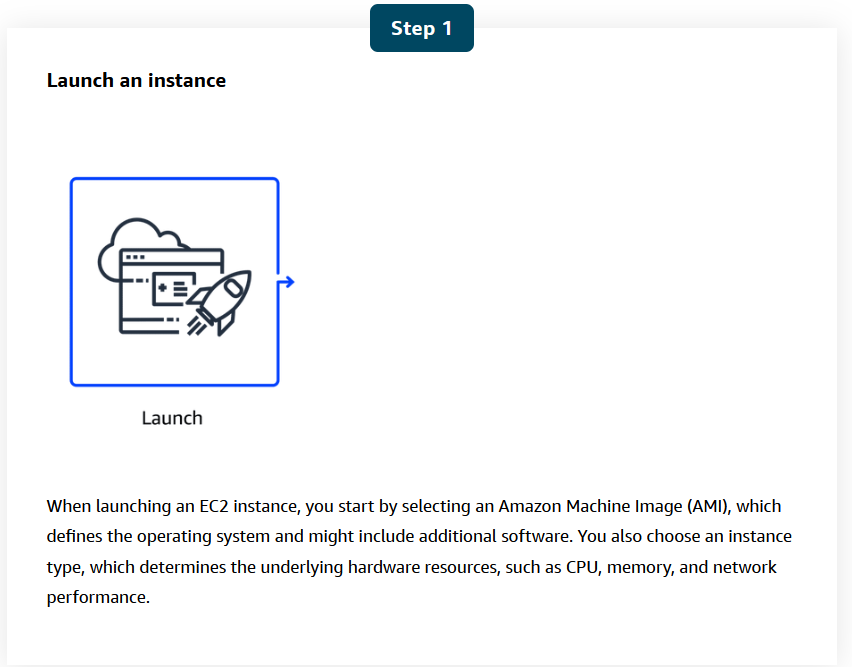 Step 1
Launch an instance
Launch
When launching an EC2 instance, you start by selecting an Amazon Machine Image (AMI), which
defines the operating system and might include additional software. You also choose an instance
type, which determines the underlying hardware resources, such as CPU, memory, and network
performance.